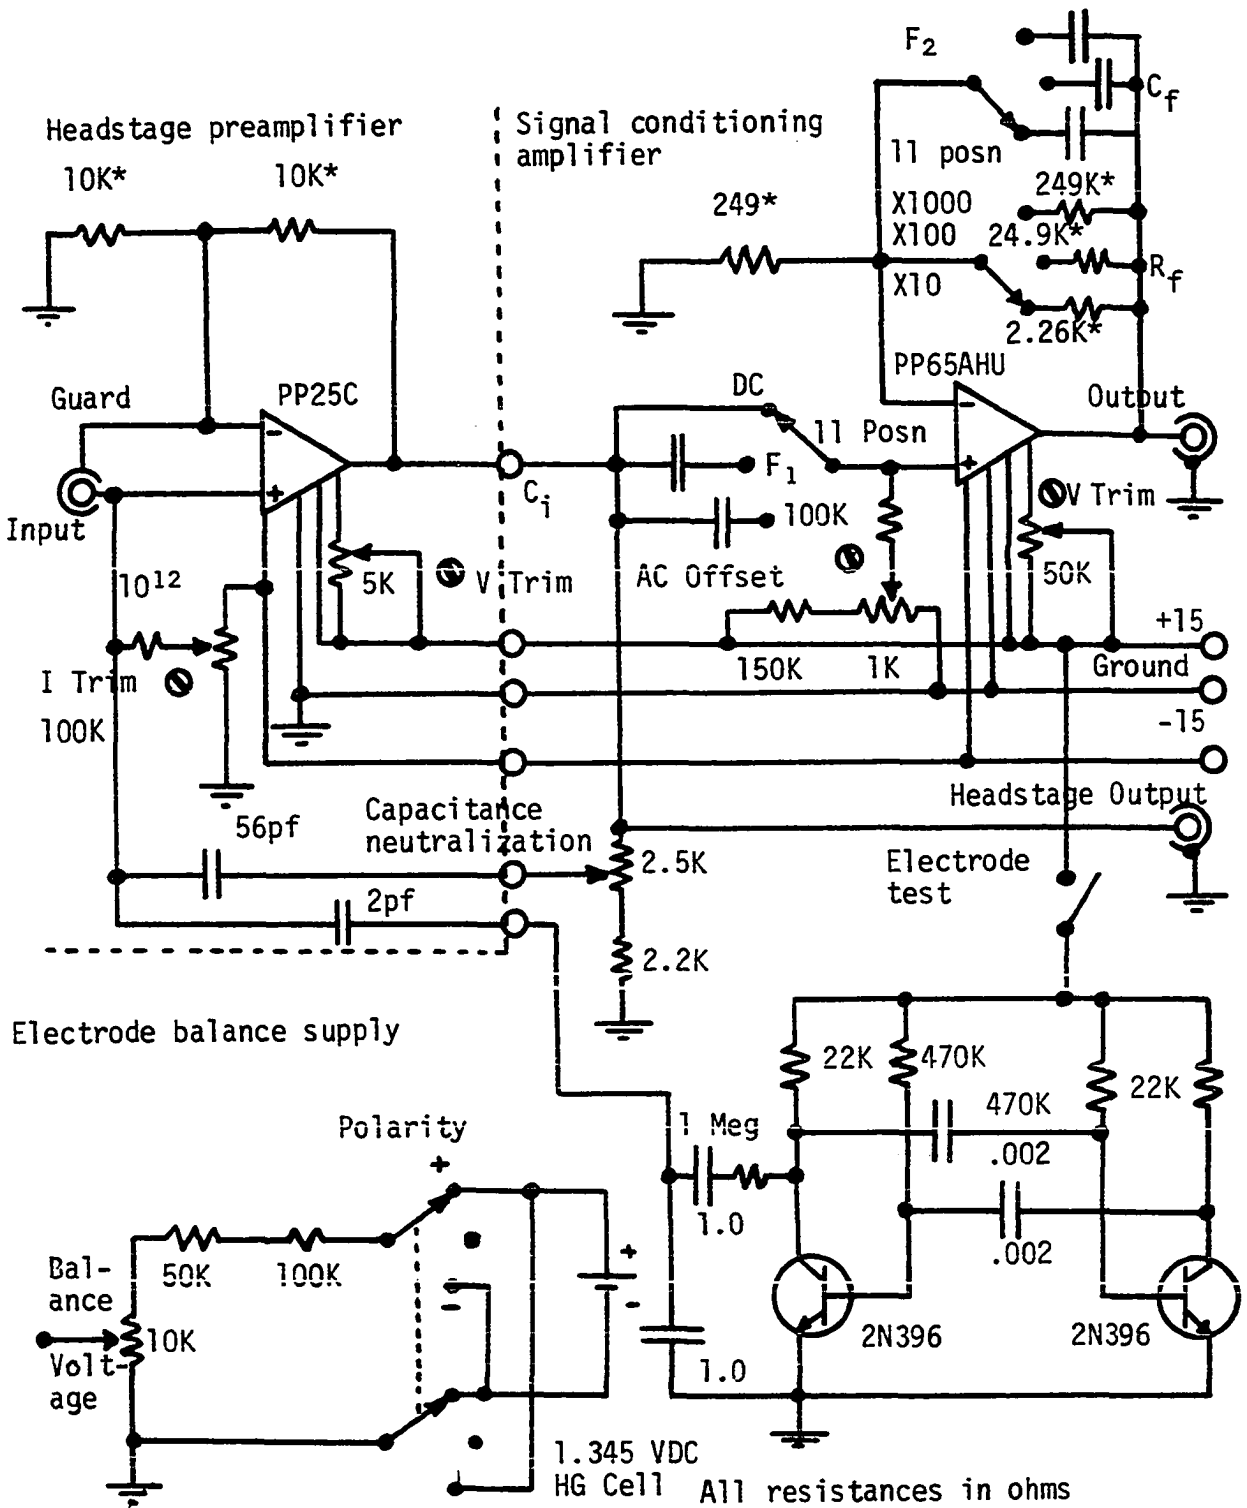 F2
Cf
Headstage preamplifier
Signal conditioning
amplifier
10K*
10K*
11 posn
249K*
249*
X1000
X100
24.9K*
X10
Rf
2.26K*
PP65AHU
Guard
PP25C
DC
Output
11 Posn
F1
V Trim
Input
Ci
100K
10¹²
5K
V Trim
AC Offset
50K
+15
150K
1K
Ground
I Trim
100K
-15
Headstage Output
Capacitance
neutralization
56pf
2.5K
Electrode
test
2pf
2.2K
Electrode balance supply
22K
470K
470K
22K
1 Meg
Polarity
+
.002
1.0
.002
50K
100K
+
-
-
Bal-
ance
10K
Volt-
age
2N396
2N396
1.0
1.345 VDC
HG Cell
All resistances in ohms
-
+
-
+